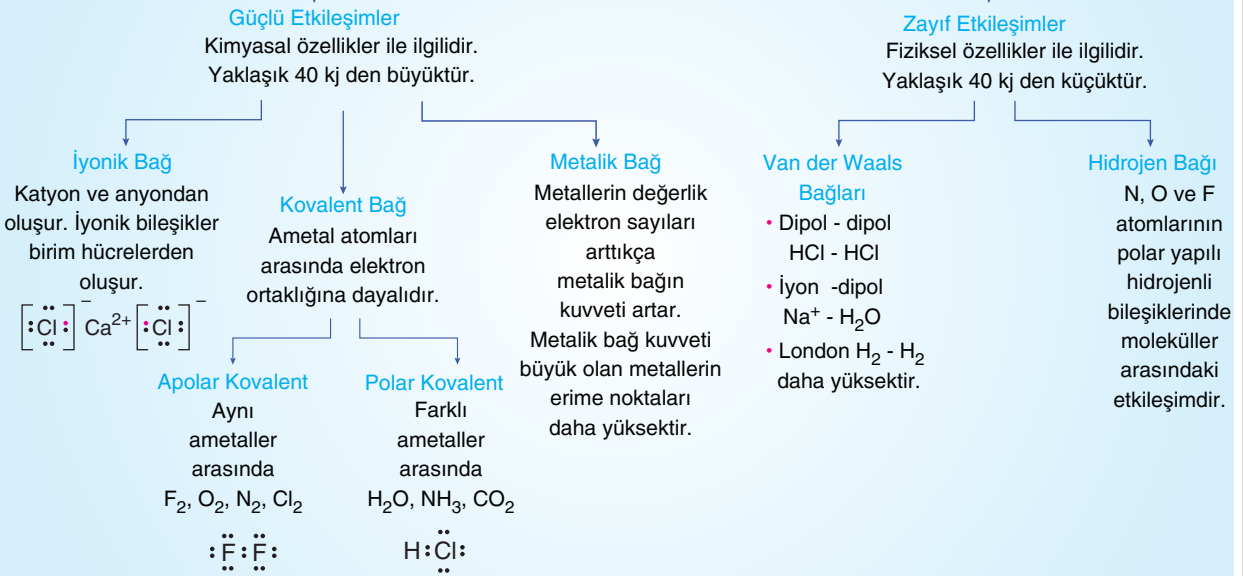 Güçlü Etkileşimler
Kimyasal özellikler ile ilgilidir.
Yaklaşık 40 kj den büyüktür.
İyonik Bağ
Katyon ve anyondan
oluşur. İyonik bileşikler
birim hücrelerden
oluşur.
[:Cl:]⁻ Ca²⁺ [:Cl:]⁻
Kovalent Bağ
Ametal atomları
arasında elektron
ortaklığına dayalıdır.
Apolar Kovalent
Aynı
ametaller
arasında
F₂, O₂, N₂, Cl₂
:F:F:
Polar Kovalent
Farklı
ametaller
arasında
H₂O, NH₃, CO₂
H:Cl:
Metalik Bağ
Metallerin değerlik
elektron sayıları
arttıkça
metalik bağın
kuvveti artar.
Metalik bağ kuvveti
büyük olan metallerin
erime noktaları
daha yüksektir.
Zayıf Etkileşimler
Fiziksel özellikler ile ilgilidir.
Yaklaşık 40 kj den küçüktür.
Van der Waals
Bağları
• Dipol - dipol
HCl - HCl
• İyon -dipol
Na⁺ - H₂O
• London H₂ - H₂
daha yüksektir.
Hidrojen Bağı
N, O ve F
atomlarının
polar yapılı
hidrojenli
bileşiklerinde
moleküller
arasındaki
etkileşimdir.